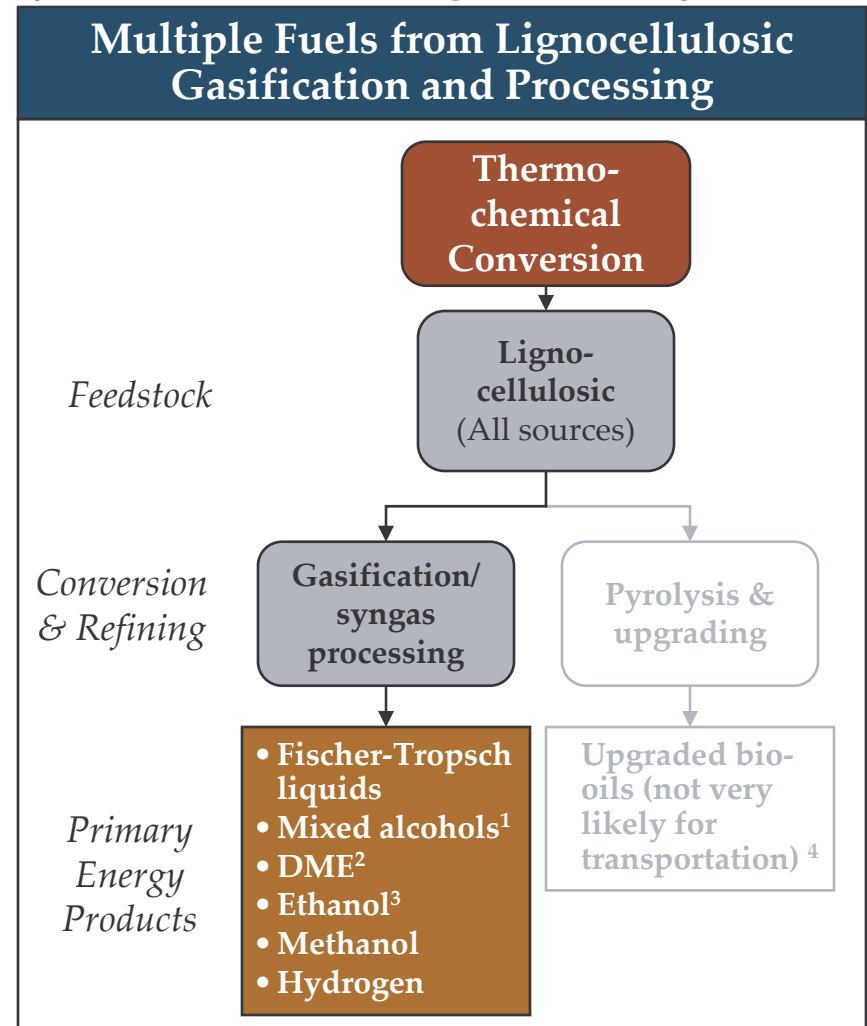 Multiple Fuels from Lignocellulosic
Gasification and Processing
Thermo-
chemical
Conversion
Feedstock
Ligno-
cellulosic
(All sources)
Conversion
& Refining
Gasification/
syngas
processing
Pyrolysis &
upgrading
Primary
Energy
Products
• Fischer-Tropsch
liquids
• Mixed alcohols¹
• DME²
• Ethanol³
• Methanol
• Hydrogen
Upgraded bio-
oils (not very
likely for
transportation) ⁴